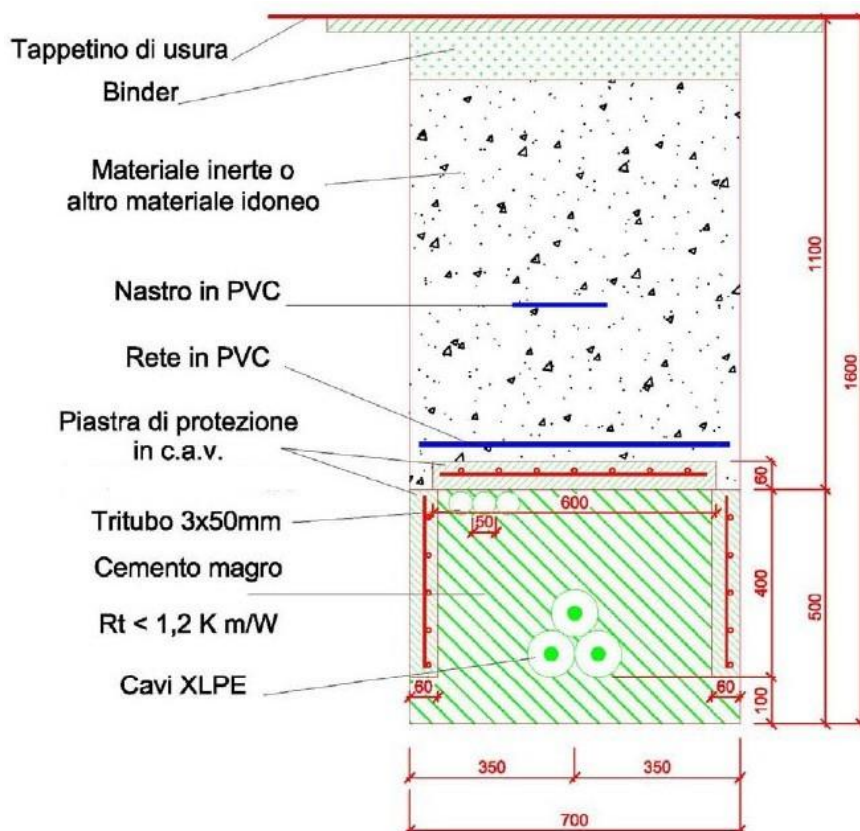 Tappetino di usura
Binder
Materiale inerte o
altro materiale idoneo
Nastro in PVC
Rete in PVC
Piastra di protezione
in c.a.v.
Tritubo 3x50mm
Cemento magro
Rt < 1,2 K m/W
Cavi XLPE
1100
1600
60
600
50
400
500
60
60
100
350
350
700